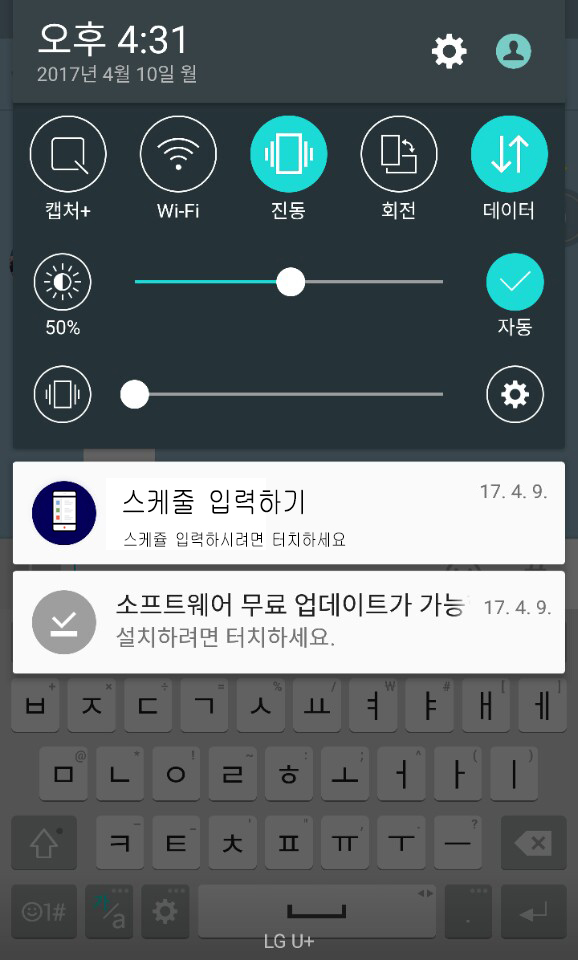 오후 4:31
2017년 4월 10일 월
캡처+ Wi-Fi 진동 회전 데이터
50% 자동
스케줄 입력하기 17. 4. 9.
스케쥴 입력하시려면 터치하세요
소프트웨어 무료 업데이트가 가능 17. 4. 9.
설치하려면 터치하세요.
ㅂ ㅈ ㄷ ㄱ ㅅ ㅛ ㅕ ㅑ ㅐ ㅔ
ㅁ ㄴ ㅇ ㄹ ㅎ ㅗ ㅓ ㅏ ㅣ
ㅋ ㅌ ㅊ ㅍ ㅠ ㅜ ㅡ
1# /a .
LG U+